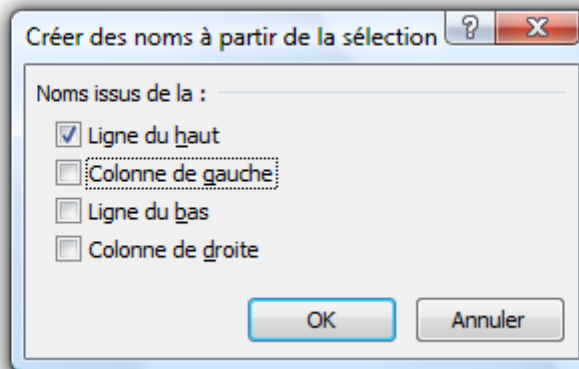 Créer des noms à partir de la sélection
Noms issus de la :
Ligne du haut
Colonne de gauche
Ligne du bas
Colonne de droite
OK Annuler